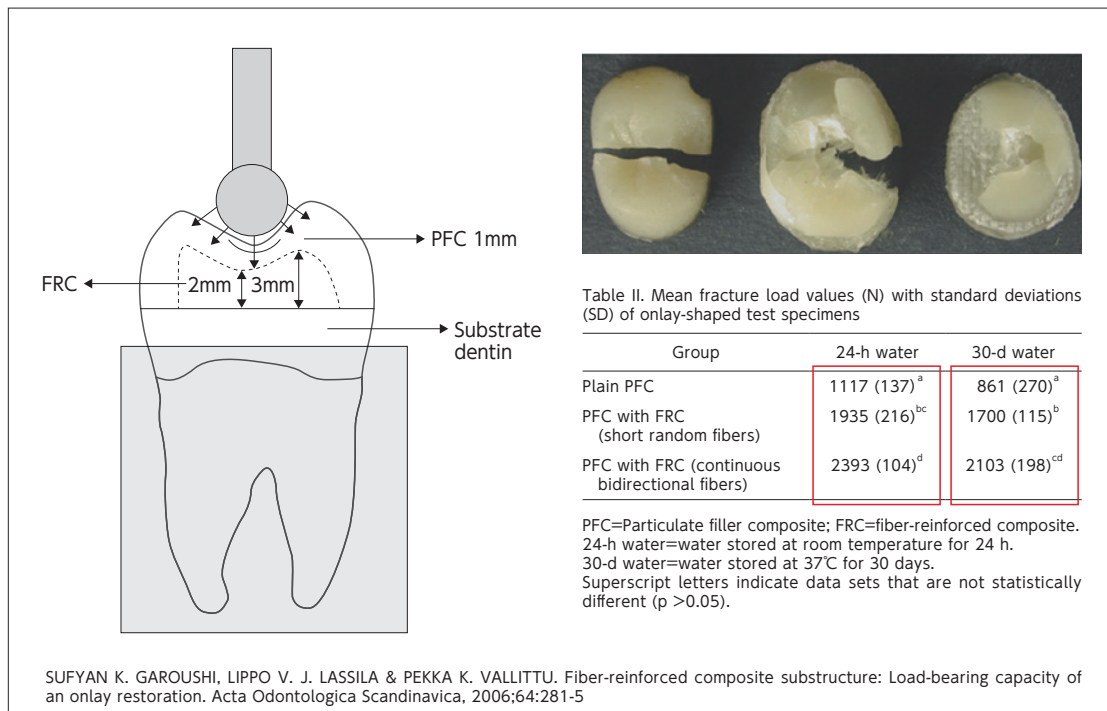 PFC 1mm
FRC
2mm
3mm
Substrate
dentin
Table II. Mean fracture load values (N) with standard deviations
(SD) of onlay-shaped test specimens
Group 24-h water 30-d water
Plain PFC 1117 (137)ᵃ 861 (270)ᵃ
PFC with FRC 1935 (216)ᵇᶜ 1700 (115)ᵇ
(short random fibers)
PFC with FRC (continuous 2393 (104)ᵈ 2103 (198)ᶜᵈ
bidirectional fibers)
PFC=Particulate filler composite; FRC=fiber-reinforced composite.
24-h water=water stored at room temperature for 24 h.
30-d water=water stored at 37℃ for 30 days.
Superscript letters indicate data sets that are not statistically
different (p >0.05).
SUFYAN K. GAROUSHI, LIPPO V. J. LASSILA & PEKKA K. VALLITTU. Fiber-reinforced composite substructure: Load-bearing capacity of
an onlay restoration. Acta Odontologica Scandinavica, 2006;64:281-5